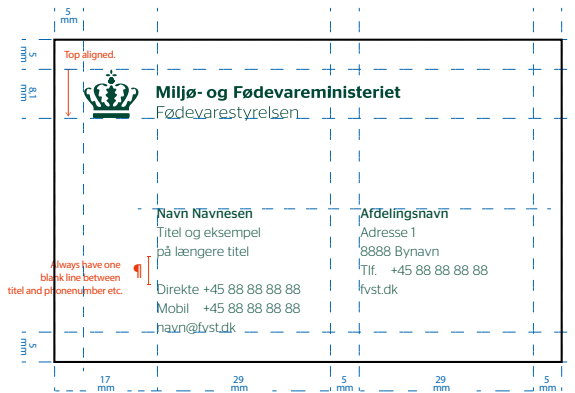 5
mm
5
mm
Top aligned.
8,1
mm
Miljø- og Fødevareministeriet
Fødevarestyrelsen
Navn Navnesen
Titel og eksempel
på længere titel
Always have one
blank line between
titel and phonenumber etc.
¶
Direkte +45 88 88 88 88
Mobil +45 88 88 88 88
navn@fvst.dk
Afdelingsnavn
Adresse 1
8888 Bynavn
Tlf. +45 88 88 88 88
fvst.dk
5
mm
17
mm
29
mm
5
mm
29
mm
5
mm